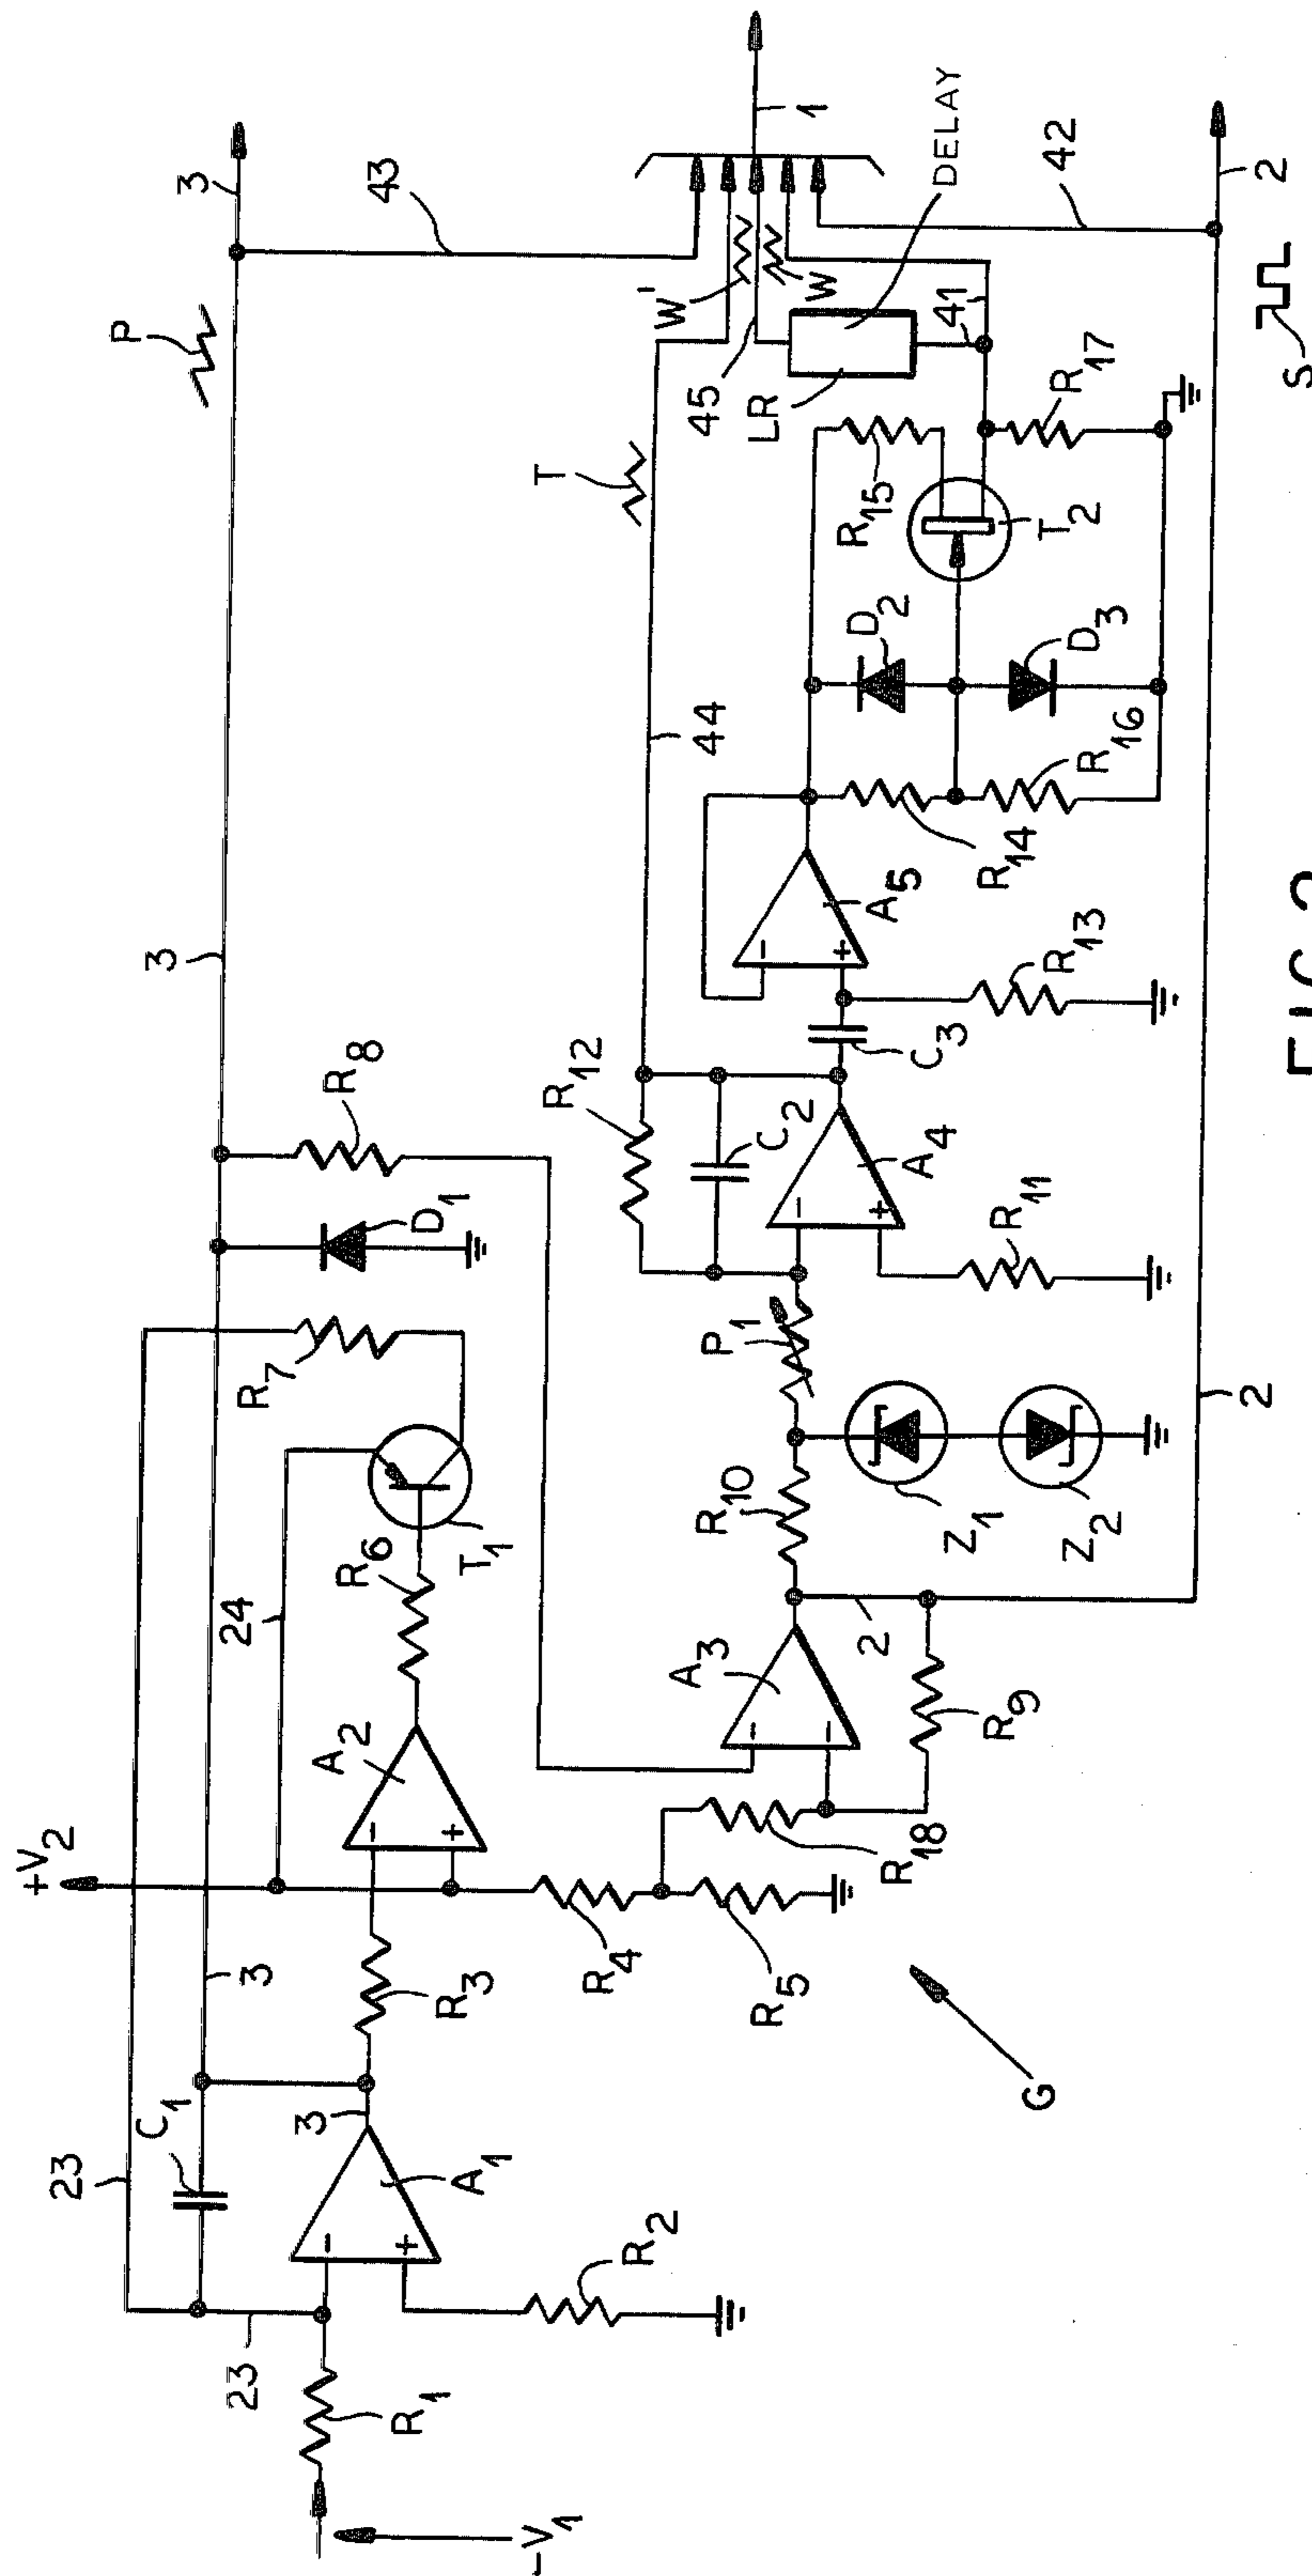 P
3
3
43
1
W'
W
DELAY
45
LR
41
42
2
S
T
44
R15
T2
R17
D2
D3
R14
R16
A5
R13
C3
3
R8
D1
R7
R12
C2
A4
R11
P1
Z1
Z2
2
24
T1
R6
R10
A3
2
R9
R18
A2
+V2
R4
R5
R3
3
23
C1
3
A1
R2
23
R1
-V1
G
- + - + - - - + - +